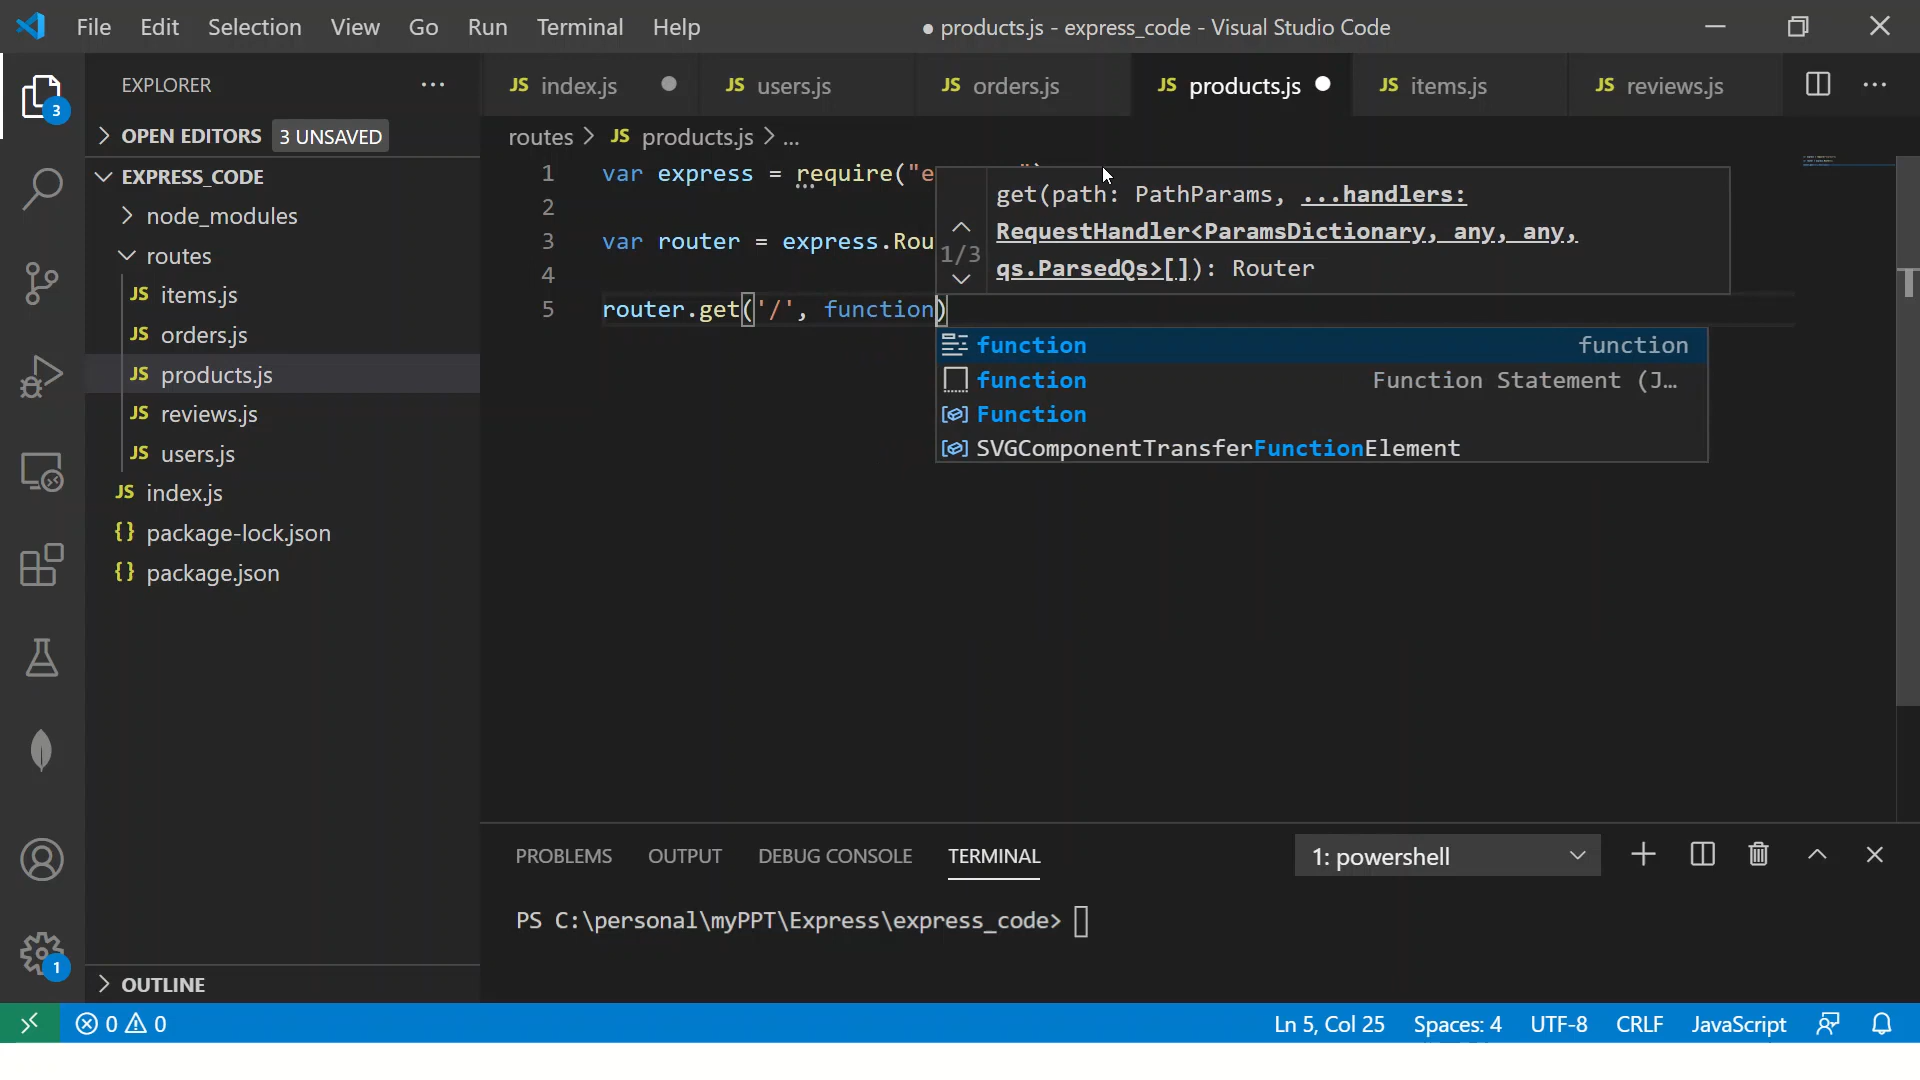 File Edit Selection View Go Run Terminal Help
● products.js - express_code - Visual Studio Code
EXPLORER
JS index.js
JS users.js
JS orders.js
JS products.js
JS items.js
JS reviews.js
3
OPEN EDITORS 3 UNSAVED
EXPRESS_CODE
node_modules
routes
JS items.js
JS orders.js
JS products.js
JS reviews.js
JS users.js
JS index.js
{} package-lock.json
{} package.json
OUTLINE
1
routes > JS products.js > ...
1 var express = require("e
2
3 var router = express.Rou
4
5 router.get('/', function)
1/3
get(path: PathParams, ...handlers:
RequestHandler<ParamsDictionary, any, any,
qs.ParsedQs>[]): Router
function function
function Function Statement (J…
Function
SVGComponentTransferFunctionElement
PROBLEMS OUTPUT DEBUG CONSOLE TERMINAL
1: powershell
PS C:\personal\myPPT\Express\express_code>
0 0
Ln 5, Col 25 Spaces: 4 UTF-8 CRLF JavaScript